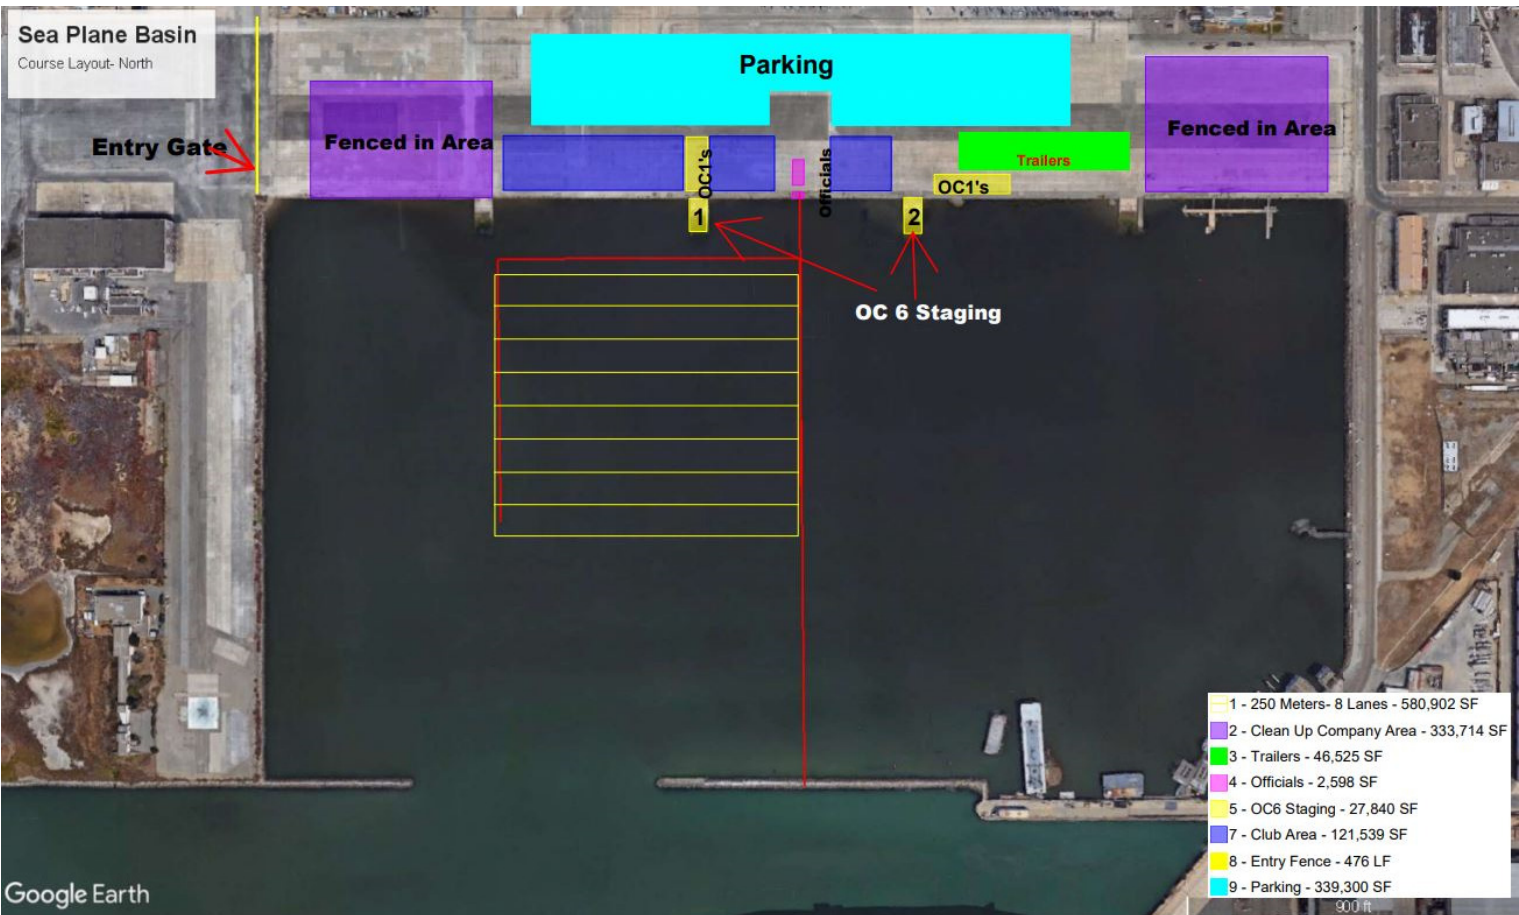 Sea Plane Basin
Course Layout- North
Parking
Entry Gate
Fenced in Area
Fenced in Area
OC1's
Officials
Trailers
OC1's
1
2
OC 6 Staging
1 - 250 Meters- 8 Lanes - 580,902 SF
2 - Clean Up Company Area - 333,714 SF
3 - Trailers - 46,525 SF
4 - Officials - 2,598 SF
5 - OC6 Staging - 27,840 SF
7 - Club Area - 121,539 SF
8 - Entry Fence - 476 LF
9 - Parking - 339,300 SF
Google Earth
900 ft